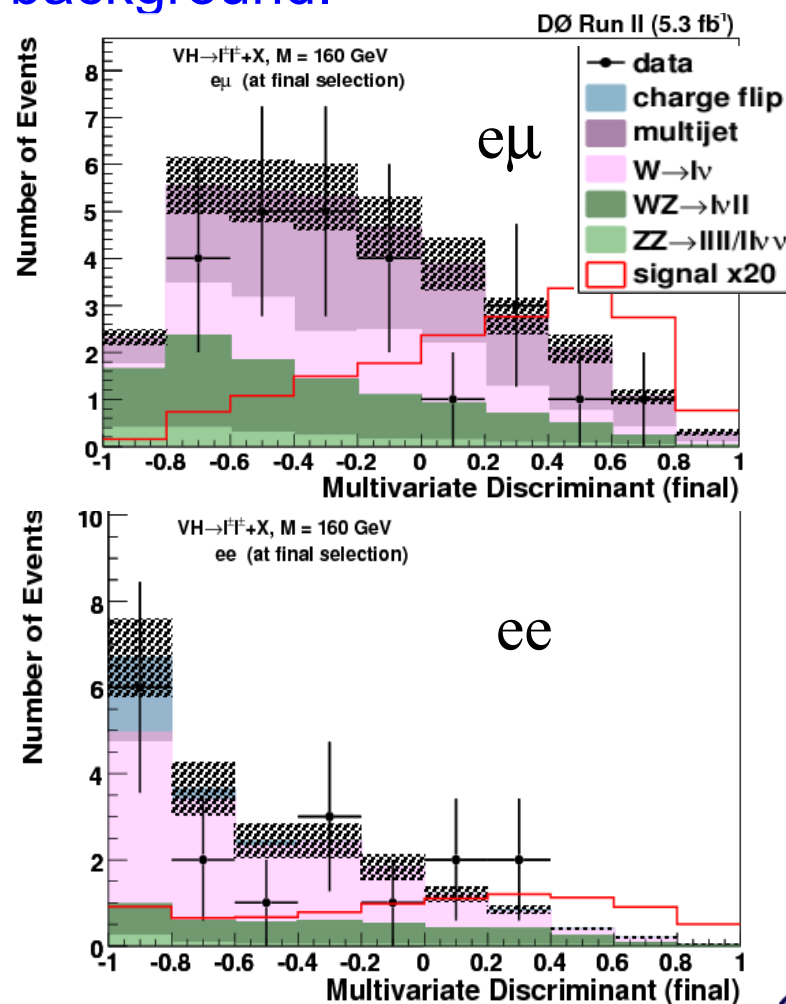 background.
DØ Run II (5.3 fb⁻¹)
VH→l±l±+X, M = 160 GeV
eμ (at final selection)
eμ
data
charge flip
multijet
W→lν
WZ→lνll
ZZ→llll/llνν
signal x20
Number of Events
8
7
6
5
4
3
2
1
0
-1 -0.8 -0.6 -0.4 -0.2 0 0.2 0.4 0.6 0.8 1
Multivariate Discriminant (final)
VH→l±l±+X, M = 160 GeV
ee (at final selection)
ee
Number of Events
10
8
6
4
2
0
-1 -0.8 -0.6 -0.4 -0.2 0 0.2 0.4 0.6 0.8 1
Multivariate Discriminant (final)